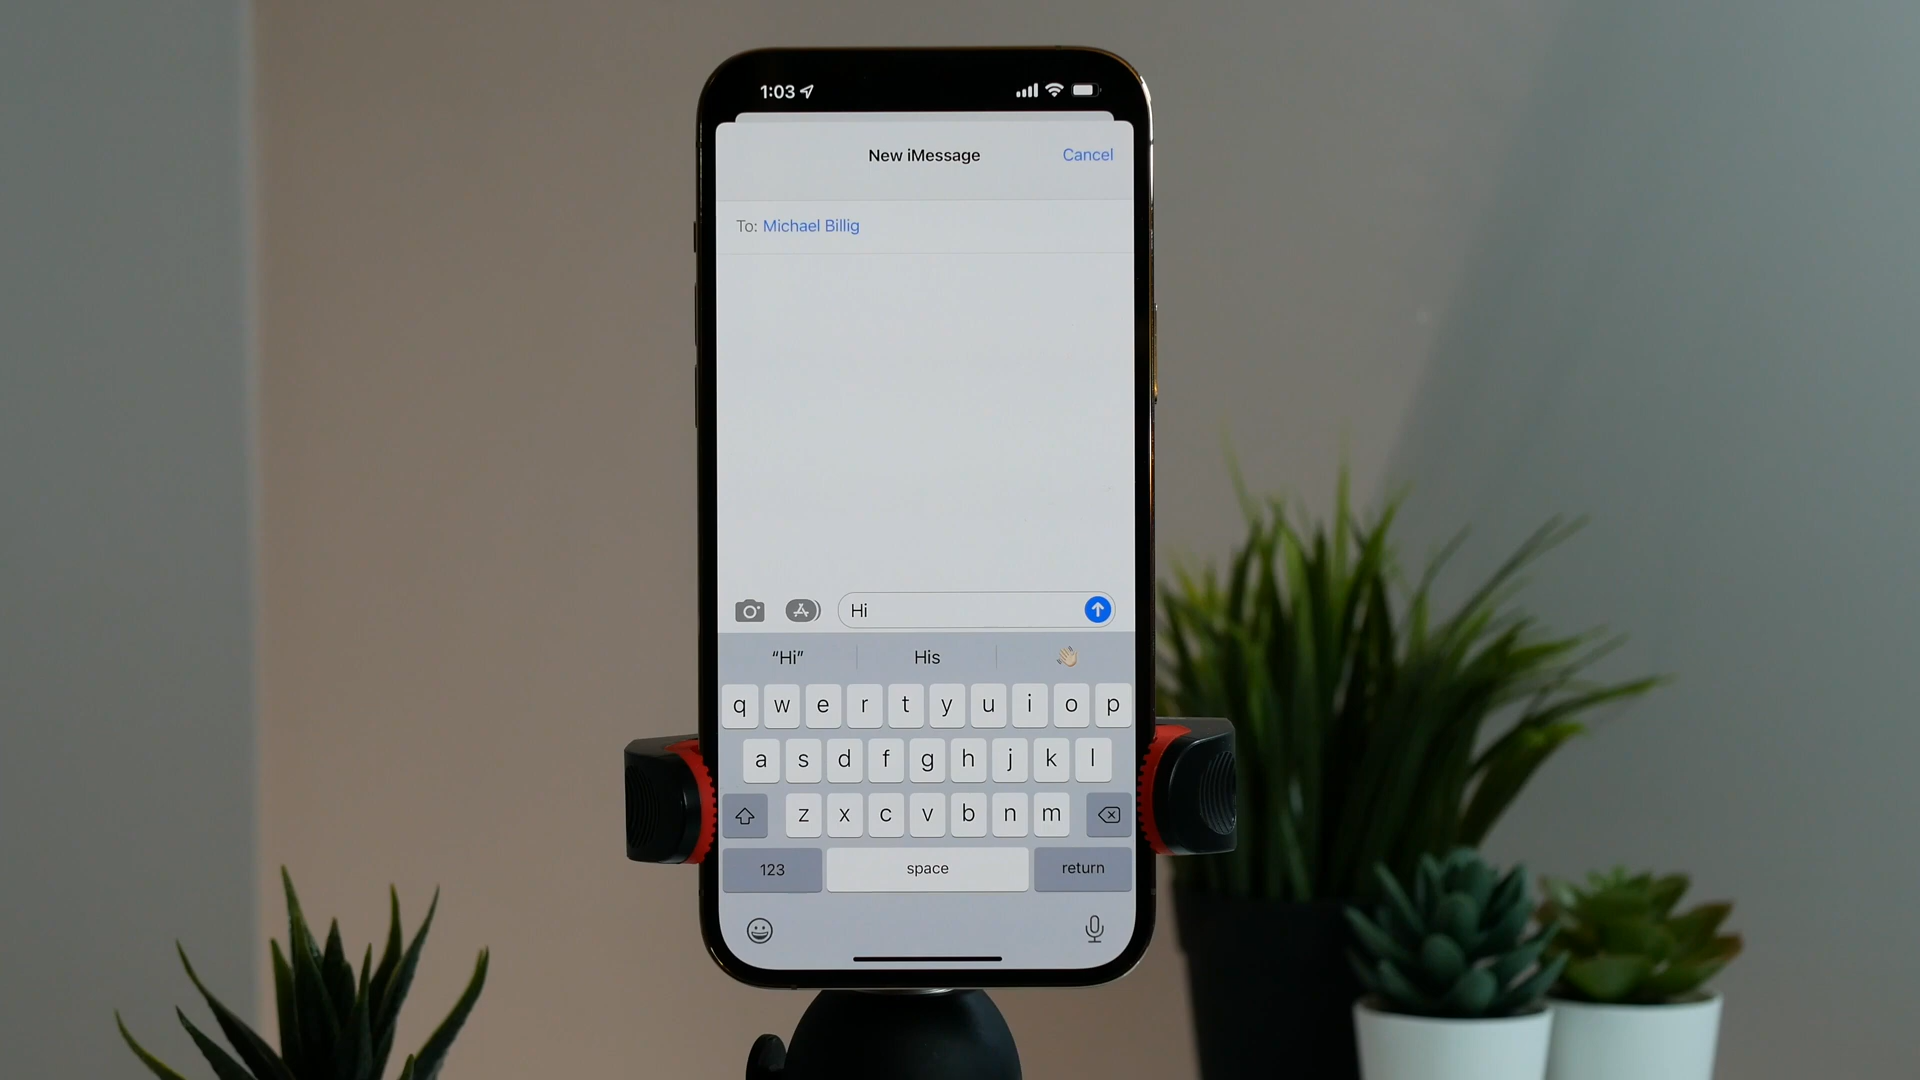 1:03
New iMessage Cancel
To: Michael Billig
Hi
“Hi” His 👋🏼
q w e r t y u i o p
a s d f g h j k l
z x c v b n m
123 space return